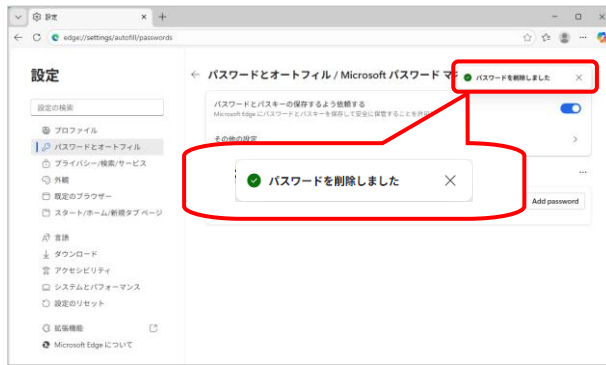 設定
edge://settings/autofill/passwords
設定
パスワードとオートフィル / Microsoft パスワード マネ
パスワードを削除しました
設定の検索
パスワードとパスキーの保存するよう依頼する
Microsoft Edge にパスワードとパスキーを保存して安全に保管することを許可
その他の設定
パスワードを削除しました
Add password
プロファイル
パスワードとオートフィル
プライバシー/検索/サービス
外観
既定のブラウザー
スタート/ホーム/新規タブ ページ
言語
ダウンロード
アクセシビリティ
システムとパフォーマンス
設定のリセット
拡張機能
Microsoft Edge について